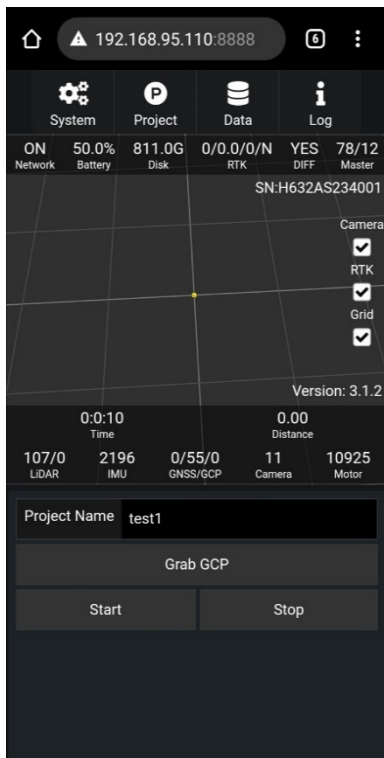 192.168.95.110:8888 6
System Project Data Log
ON 50.0% 811.0G 0/0.0/0/N YES 78/12
Network Battery Disk RTK DIFF Master
SN:H632AS234001
Camera
RTK
Grid
Version: 3.1.2
0:0:10 0.00
Time Distance
107/0 2196 0/55/0 11 10925
LiDAR IMU GNSS/GCP Camera Motor
Project Name test1
Grab GCP
Start Stop